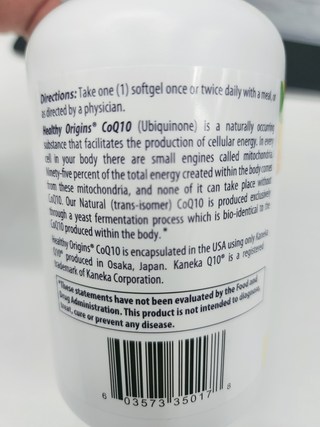 Directions: Take one (1) softgel once or twice daily with a meal, or
as directed by a physician.
Healthy Origins® CoQ10 (Ubiquinone) is a naturally occurring
substance that facilitates the production of cellular energy. In every
cell in your body there are small engines called mitochondria.
Ninety-five percent of the total energy created within the body comes
from these mitochondria, and none of it can take place without
CoQ10. Our Natural (trans-isomer) CoQ10 is produced exclusively
through a yeast fermentation process which is bio-identical to the
CoQ10 produced within the body.*
Healthy Origins® CoQ10 is encapsulated in the USA using only Kaneka
Q10® produced in Osaka, Japan. Kaneka Q10® is a registered
trademark of Kaneka Corporation.
*These statements have not been evaluated by the Food and
Drug Administration. This product is not intended to diagnose,
treat, cure or prevent any disease.
6 03573 35017 8